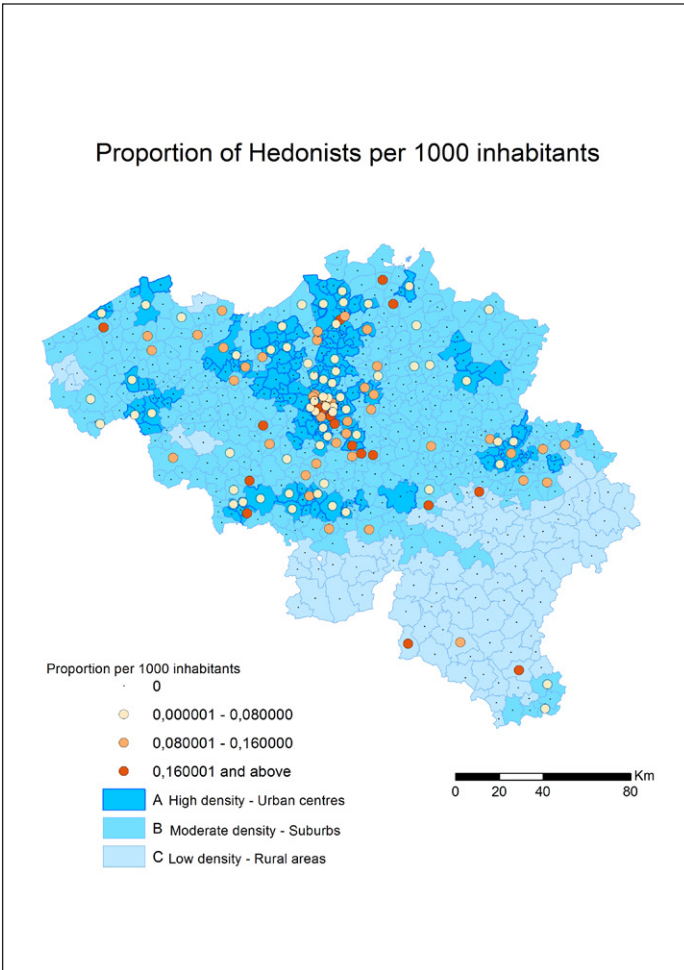 Proportion of Hedonists per 1000 inhabitants
Proportion per 1000 inhabitants
0
0,000001 - 0,080000
0,080001 - 0,160000
0,160001 and above
A High density - Urban centres
B Moderate density - Suburbs
C Low density - Rural areas
Km
0 20 40 80